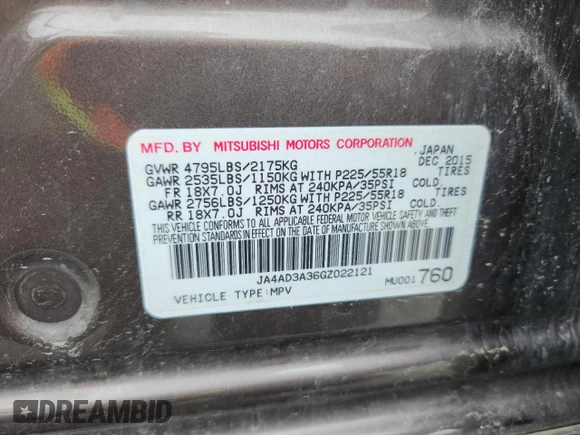 MFD. BY MITSUBISHI MOTORS CORPORATION JAPAN
GVWR 4795LBS/2175KG DEC 2015
GAWR 2535LBS/1150KG WITH P225/55R18 TIRES
FR 18X7.0J RIMS AT 240KPA/35PSI COLD.
GAWR 2756LBS/1250KG WITH P225/55R18 TIRES
RR 18X7.0J RIMS AT 240KPA/35PSI COLD.
THIS VEHICLE CONFORMS TO ALL APPLICABLE FEDERAL MOTOR VEHICLE SAFETY AND THEFT
PREVENTION STANDARDS IN EFFECT ON THE DATE OF MANUFACTURE SHOWN ABOVE.
JA4AD3A36GZ022121
VEHICLE TYPE:MPV MU001760
DREAMBID